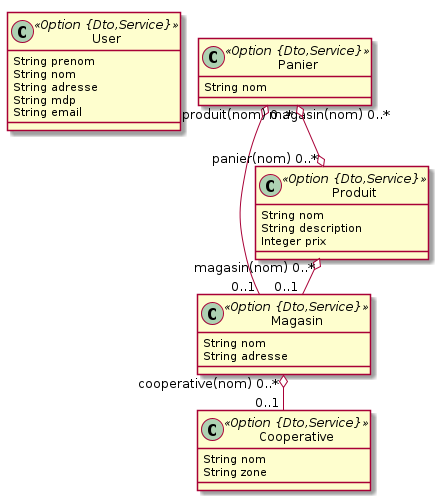 C «Option {Dto,Service}»
User
String prenom
String nom
String adresse
String mdp
String email
C «Option {Dto,Service}»
Panier
String nom
produit(nom) 0..*
magasin(nom) 0..*
panier(nom) 0..*
C «Option {Dto,Service}»
Produit
String nom
String description
Integer prix
magasin(nom) 0..*
0..1
0..1
C «Option {Dto,Service}»
Magasin
String nom
String adresse
cooperative(nom) 0..*
0..1
C «Option {Dto,Service}»
Cooperative
String nom
String zone